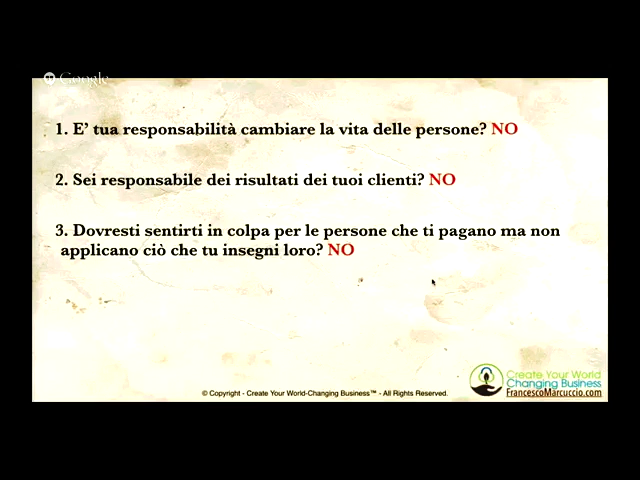 Google
1. E' tua responsabilità cambiare la vita delle persone? NO
2. Sei responsabile dei risultati dei tuoi clienti? NO
3. Dovresti sentirti in colpa per le persone che ti pagano ma non
applicano ciò che tu insegni loro? NO
Create Your World
Changing Business
FrancescoMarcuccio.com
© Copyright - Create Your World-Changing Business™ - All Rights Reserved.